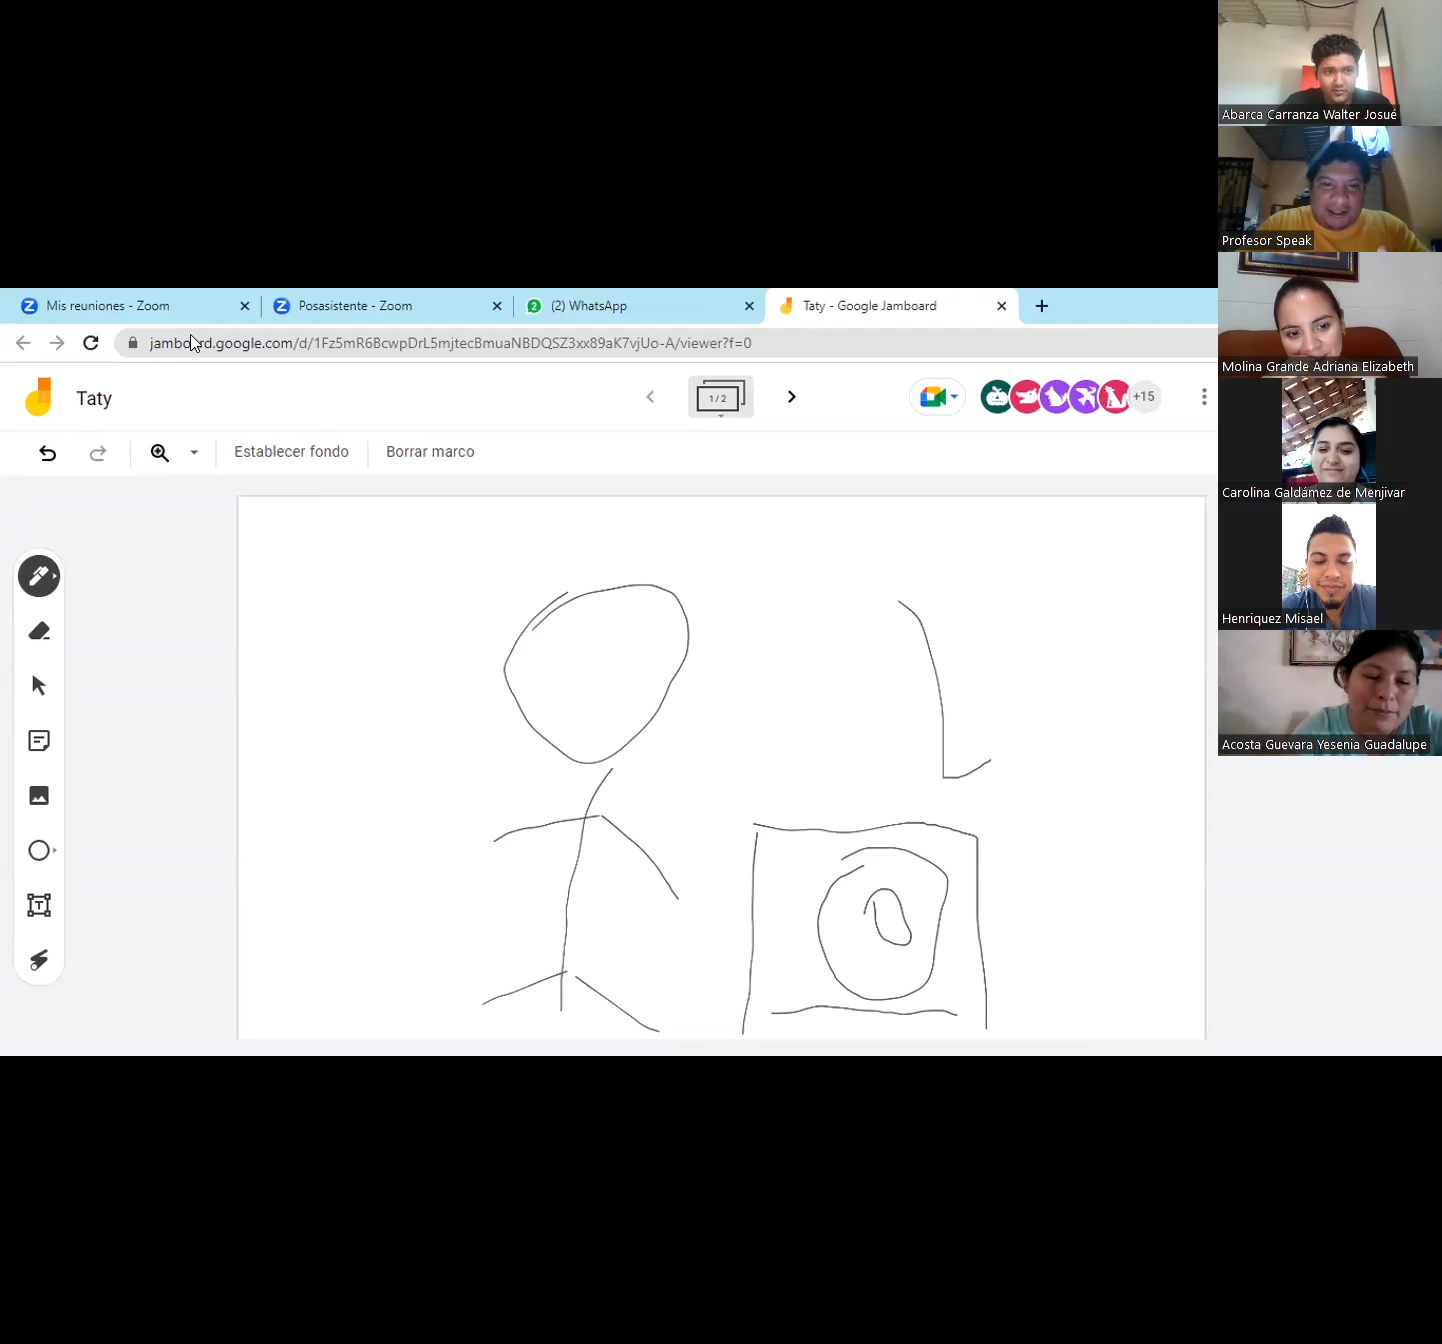 Abarca Carranza Walter Josué
Profesor Speak
Molina Grande Adriana Elizabeth
Carolina Galdámez de Menjivar
Henriquez Misael
Acosta Guevara Yesenia Guadalupe
Mis reuniones - Zoom
Posasistente - Zoom
2
(2) WhatsApp
Taty - Google Jamboard
jamboard.google.com/d/1Fz5mR6BcwpDrL5mjtecBmuaNBDQSZ3xx89aK7vjUo-A/viewer?f=0
Taty
1 / 2
+15
Establecer fondo
Borrar marco